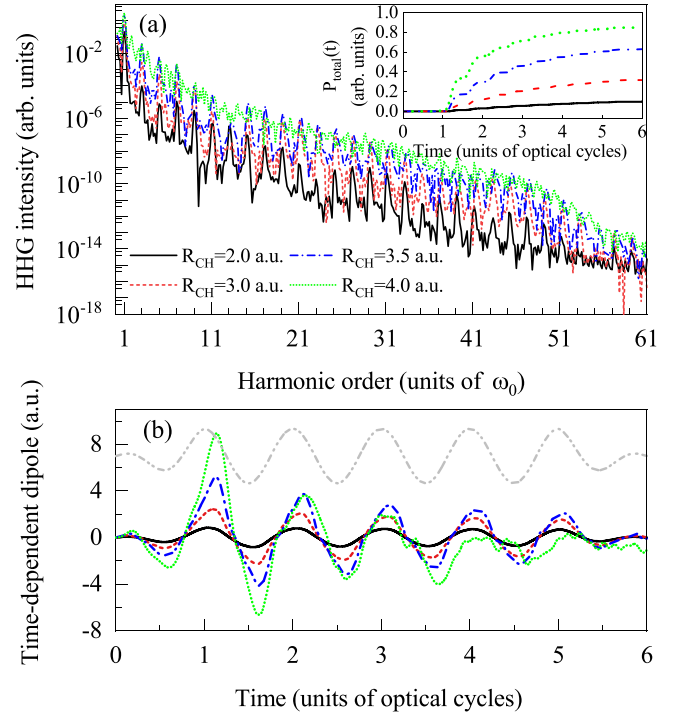 (a)
HHG intensity (arb. units)
10^-2
10^-6
10^-10
10^-14
10^-18
P_total(t)
(arb. units)
1.0
0.8
0.6
0.4
0.2
0.0
0 1 2 3 4 5 6
Time (units of optical cycles)
R_CH=2.0 a.u. R_CH=3.5 a.u.
R_CH=3.0 a.u. R_CH=4.0 a.u.
1 11 21 31 41 51 61
Harmonic order (units of ω_0)
(b)
Time-dependent dipole (a.u.)
8
4
0
-4
-8
0 1 2 3 4 5 6
Time (units of optical cycles)